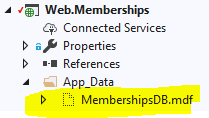 Web.Memberships
Connected Services
Properties
References
App_Data
MembershipsDB.mdf